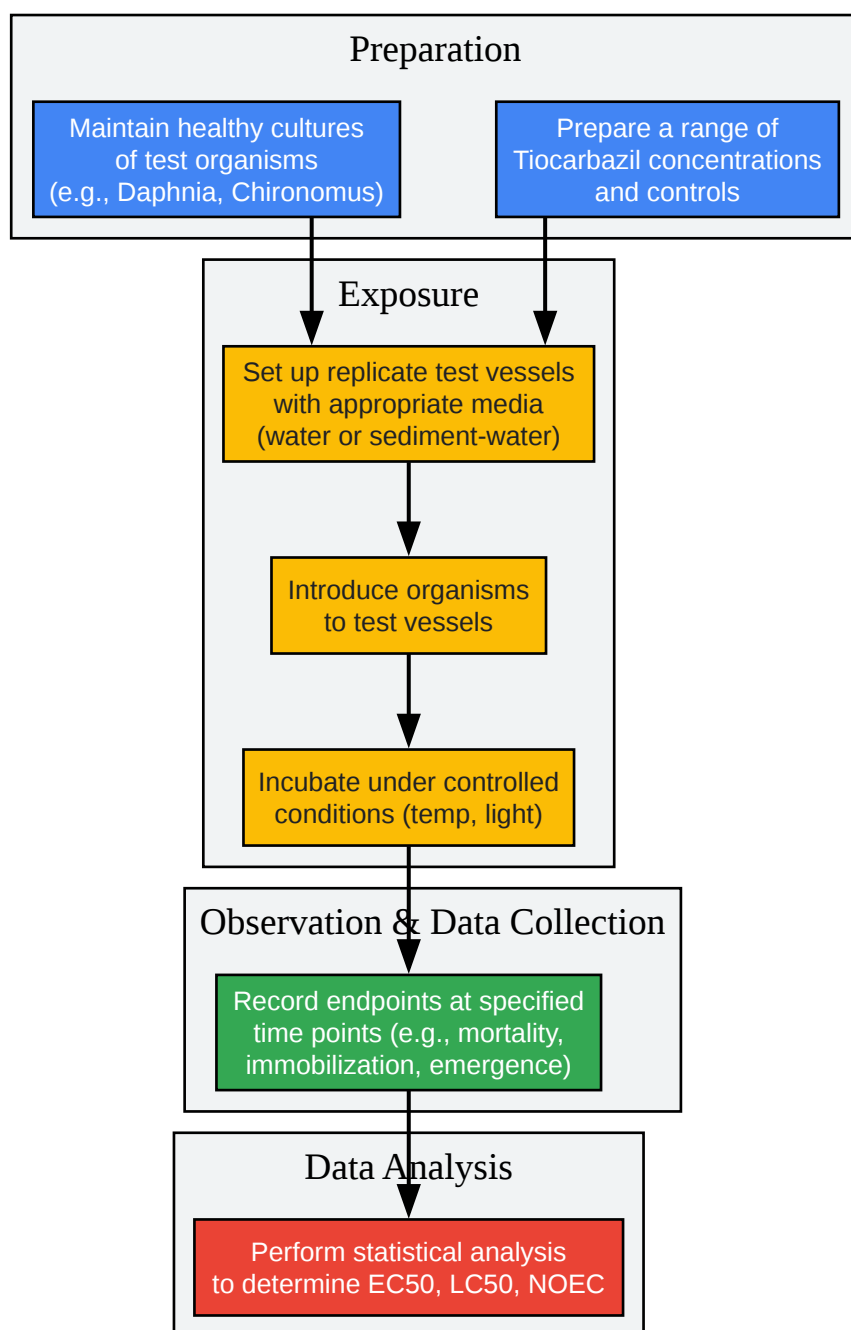 Preparation
Maintain healthy cultures
of test organisms
(e.g., Daphnia, Chironomus)
Prepare a range of
Tiocarbazil concentrations
and controls
Exposure
Set up replicate test vessels
with appropriate media
(water or sediment-water)
Introduce organisms
to test vessels
Incubate under controlled
conditions (temp, light)
Observation & Data Collection
Record endpoints at specified
time points (e.g., mortality,
immobilization, emergence)
Data Analysis
Perform statistical analysis
to determine EC50, LC50, NOEC